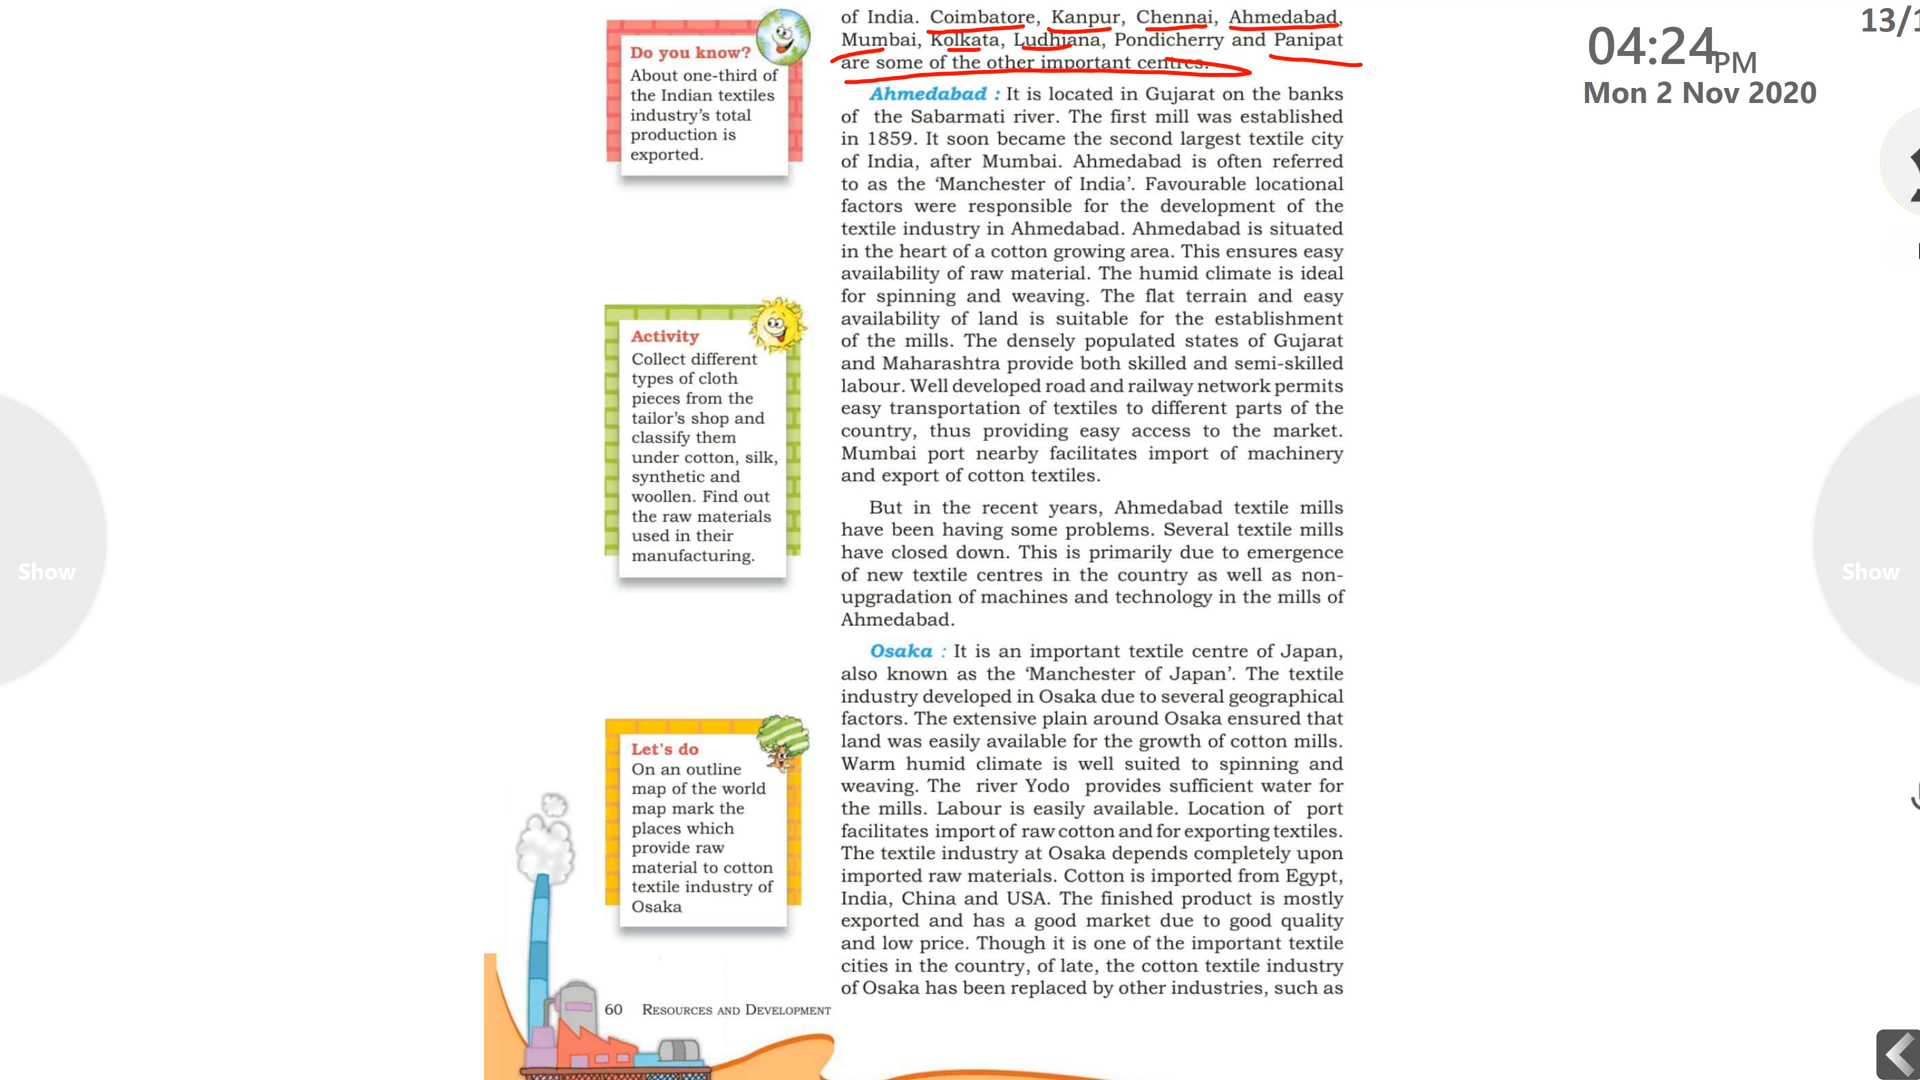 Do you know?
About one-third of
the Indian textiles
industry's total
production is
exported.
Activity
Collect different
types of cloth
pieces from the
tailor's shop and
classify them
under cotton, silk,
synthetic and
woollen. Find out
the raw materials
used in their
manufacturing.
Let's do
On an outline
map of the world
map mark the
places which
provide raw
material to cotton
textile industry of
Osaka
60 RESOURCES AND DEVELOPMENT
of India. Coimbatore, Kanpur, Chennai, Ahmedabad,
Mumbai, Kolkata, Ludhiana, Pondicherry and Panipat
are some of the other important centres.
Ahmedabad : It is located in Gujarat on the banks
of the Sabarmati river. The first mill was established
in 1859. It soon became the second largest textile city
of India, after Mumbai. Ahmedabad is often referred
to as the 'Manchester of India'. Favourable locational
factors were responsible for the development of the
textile industry in Ahmedabad. Ahmedabad is situated
in the heart of a cotton growing area. This ensures easy
availability of raw material. The humid climate is ideal
for spinning and weaving. The flat terrain and easy
availability of land is suitable for the establishment
of the mills. The densely populated states of Gujarat
and Maharashtra provide both skilled and semi-skilled
labour. Well developed road and railway network permits
easy transportation of textiles to different parts of the
country, thus providing easy access to the market.
Mumbai port nearby facilitates import of machinery
and export of cotton textiles.
But in the recent years, Ahmedabad textile mills
have been having some problems. Several textile mills
have closed down. This is primarily due to emergence
of new textile centres in the country as well as non-
upgradation of machines and technology in the mills of
Ahmedabad.
Osaka : It is an important textile centre of Japan,
also known as the 'Manchester of Japan'. The textile
industry developed in Osaka due to several geographical
factors. The extensive plain around Osaka ensured that
land was easily available for the growth of cotton mills.
Warm humid climate is well suited to spinning and
weaving. The river Yodo provides sufficient water for
the mills. Labour is easily available. Location of port
facilitates import of raw cotton and for exporting textiles.
The textile industry at Osaka depends completely upon
imported raw materials. Cotton is imported from Egypt,
India, China and USA. The finished product is mostly
exported and has a good market due to good quality
and low price. Though it is one of the important textile
cities in the country, of late, the cotton textile industry
of Osaka has been replaced by other industries, such as
04:24 PM
Mon 2 Nov 2020
13/
Show
Show